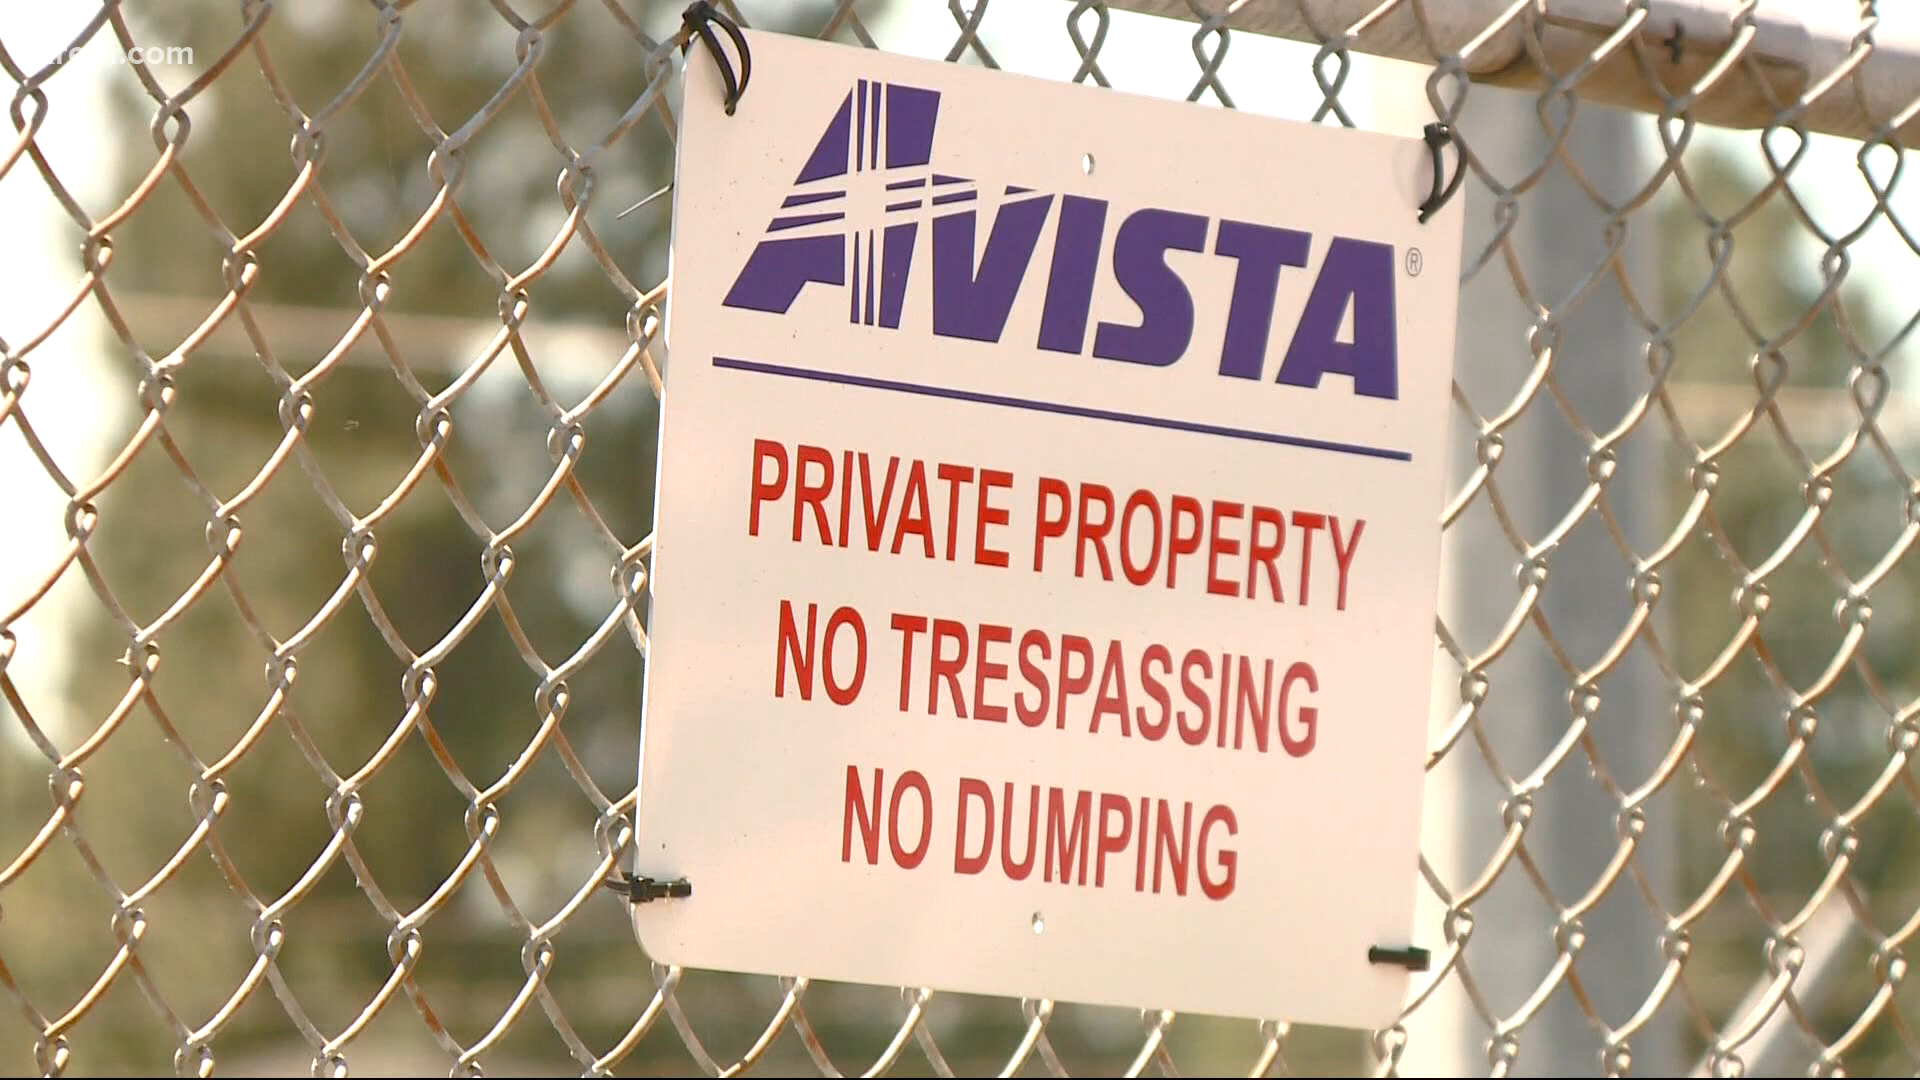 AVISTA®
PRIVATE PROPERTY
NO TRESPASSING
NO DUMPING